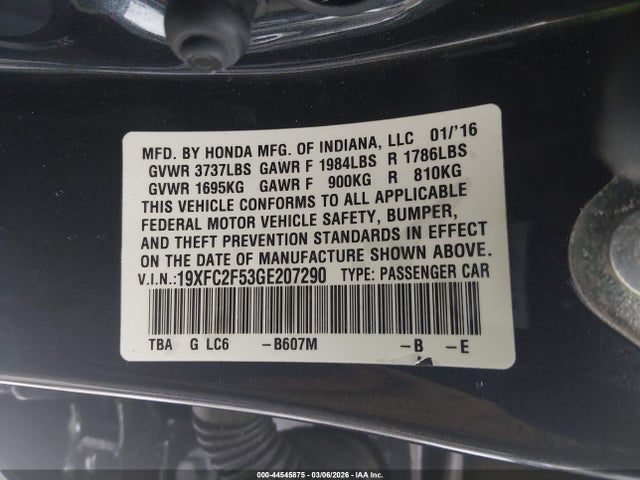 MFD. BY HONDA MFG. OF INDIANA, LLC 01/'16
GVWR 3737LBS GAWR F 1984LBS R 1786LBS
GVWR 1695KG GAWR F 900KG R 810KG
THIS VEHICLE CONFORMS TO ALL APPLICABLE
FEDERAL MOTOR VEHICLE SAFETY, BUMPER,
AND THEFT PREVENTION STANDARDS IN EFFECT
ON THE DATE OF MANUFACTURE SHOWN ABOVE.
V.I.N.:19XFC2F53GE207290 TYPE: PASSENGER CAR
TBA G LC6 -B607M -B -E
000-44545875 | 03/06/2026 - IAA Inc.